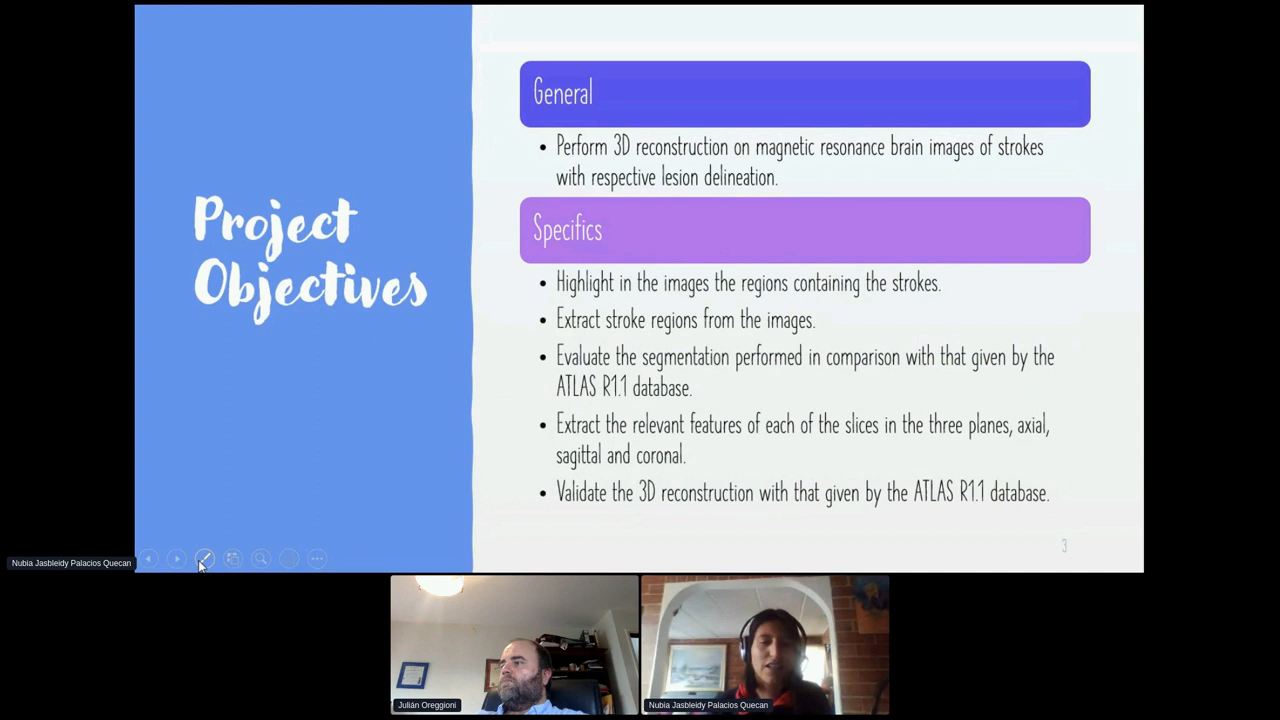 Project
Objectives
General
• Perform 3D reconstruction on magnetic resonance brain images of strokes
with respective lesion delineation.
Specifics
• Highlight in the images the regions containing the strokes.
• Extract stroke regions from the images.
• Evaluate the segmentation performed in comparison with that given by the
ATLAS R1.1 database.
• Extract the relevant features of each of the slices in the three planes, axial,
sagittal and coronal.
• Validate the 3D reconstruction with that given by the ATLAS R1.1 database.
3
Nubia Jasbleidy Palacios Quecan
Julián Oreggioni
Nubia Jasbleidy Palacios Quecan